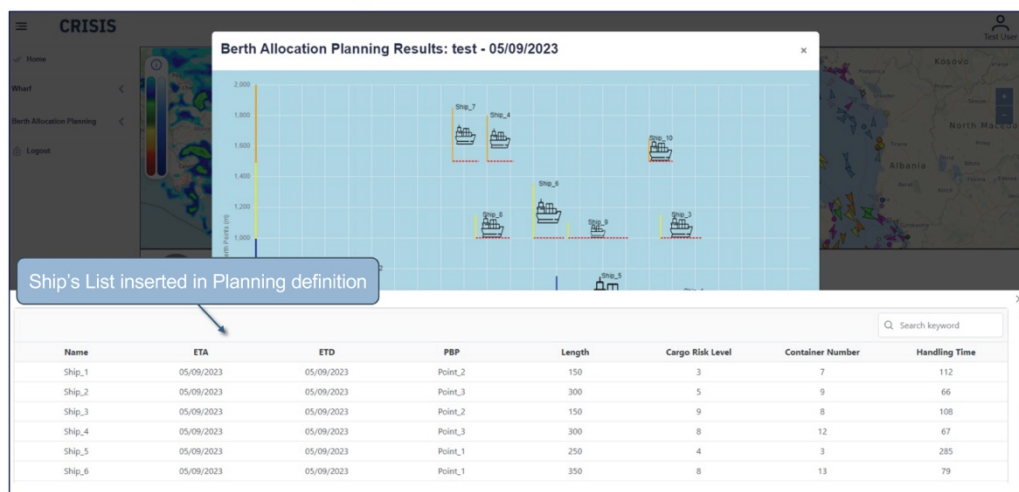 CRISIS
Test User
Home
Wharf
Berth Allocation Planning
Logout
Berth Allocation Planning Results: test - 05/09/2023
×
2,000
1,800
1,600
1,400
1,200
1,000
Ship_7
Ship_4
Ship_10
Ship_6
Ship_8
Ship_9
Ship_3
Ship_5
Kosovo
North Macedo
Albania
Ship's List inserted in Planning definition
Search keyword
Name ETA ETD PBP Length Cargo Risk Level Container Number Handling Time
Ship_1 05/09/2023 05/09/2023 Point_2 150 3 7 112
Ship_2 05/09/2023 05/09/2023 Point_3 300 5 9 66
Ship_3 05/09/2023 05/09/2023 Point_2 150 9 8 108
Ship_4 05/09/2023 05/09/2023 Point_3 300 8 12 67
Ship_5 05/09/2023 05/09/2023 Point_1 250 4 3 285
Ship_6 05/09/2023 05/09/2023 Point_1 350 8 13 79